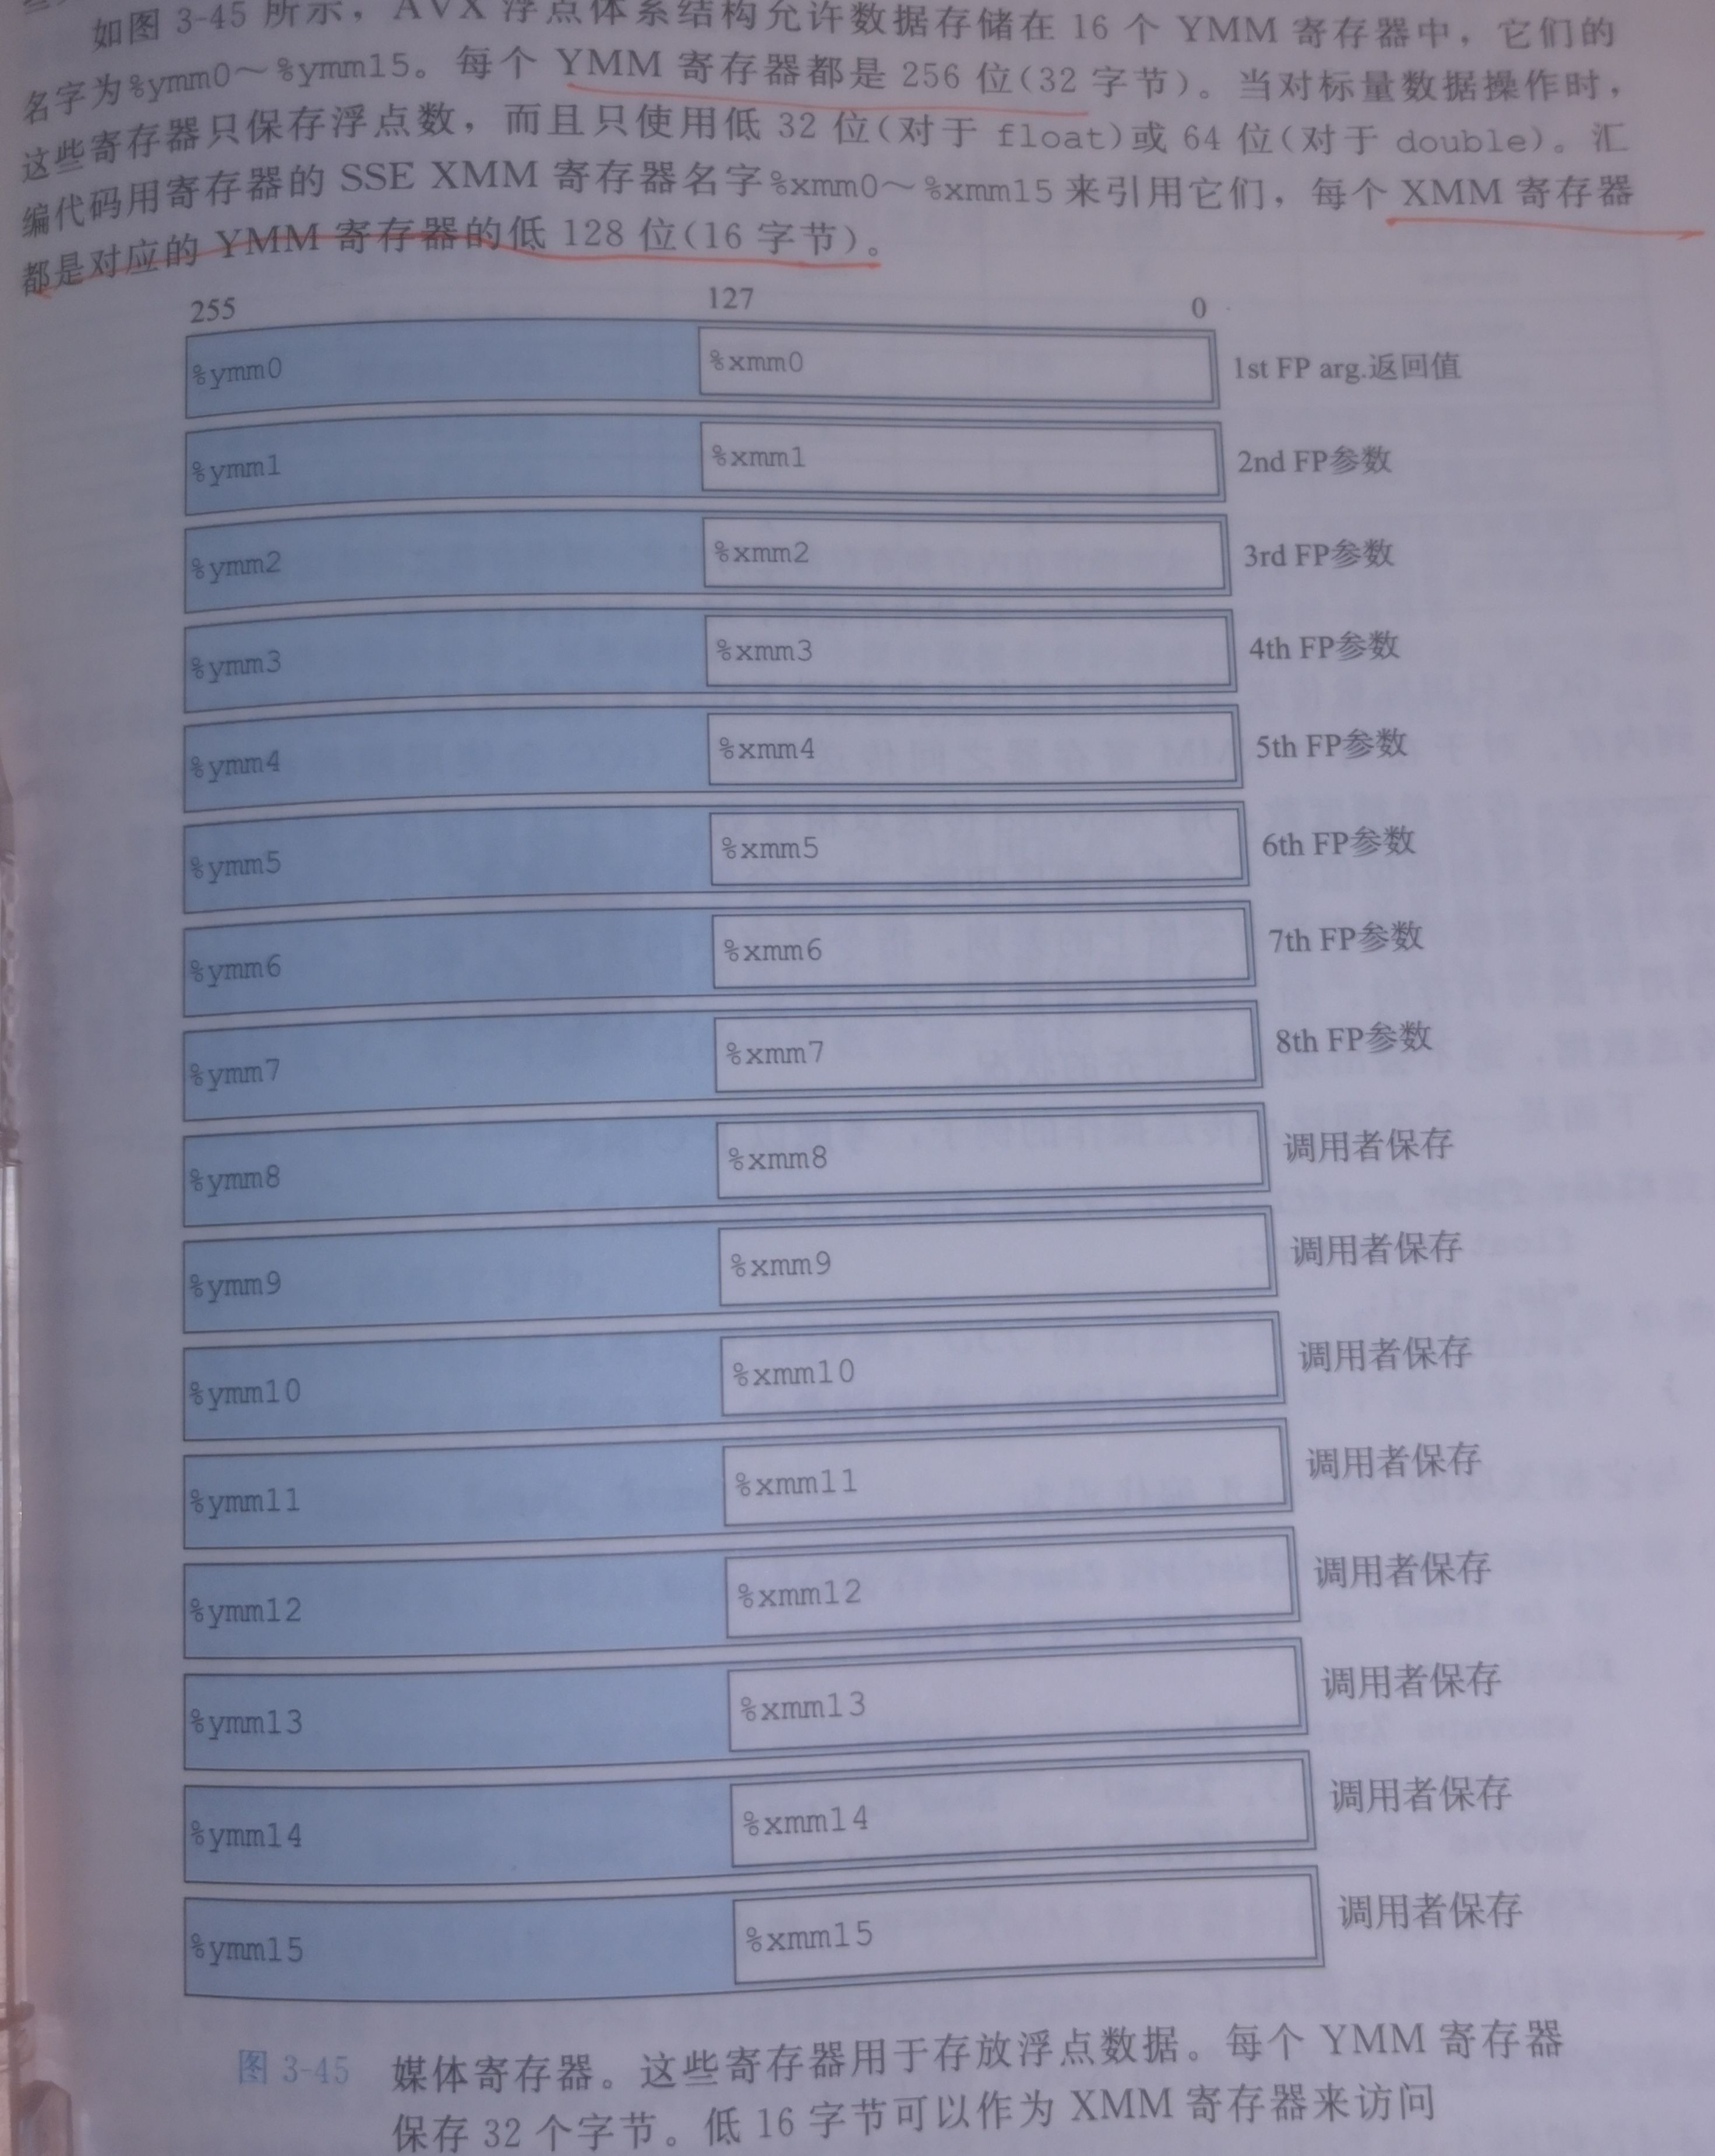 如图 3-45 所示，AVX 浮点体系结构允许数据存储在 16 个 YMM 寄存器中，它们的
名字为%ymm0～%ymm15。每个 YMM 寄存器都是 256 位(32 字节)。当对标量数据操作时，
这些寄存器只保存浮点数，而且只使用低 32 位(对于 float)或 64 位(对于 double)。汇
编代码用寄存器的 SSE XMM 寄存器名字%xmm0～%xmm15 来引用它们，每个 XMM 寄存器
都是对应的 YMM 寄存器的低 128 位(16 字节)。
255 127 0
%ymm0 %xmm0 1st FP arg.返回值
%ymm1 %xmm1 2nd FP参数
%ymm2 %xmm2 3rd FP参数
%ymm3 %xmm3 4th FP参数
%ymm4 %xmm4 5th FP参数
%ymm5 %xmm5 6th FP参数
%ymm6 %xmm6 7th FP参数
%ymm7 %xmm7 8th FP参数
%ymm8 %xmm8 调用者保存
%ymm9 %xmm9 调用者保存
%ymm10 %xmm10 调用者保存
%ymm11 %xmm11 调用者保存
%ymm12 %xmm12 调用者保存
%ymm13 %xmm13 调用者保存
%ymm14 %xmm14 调用者保存
%ymm15 %xmm15 调用者保存
图 3-45 媒体寄存器。这些寄存器用于存放浮点数据。每个 YMM 寄存器
保存 32 个字节。低 16 字节可以作为 XMM 寄存器来访问